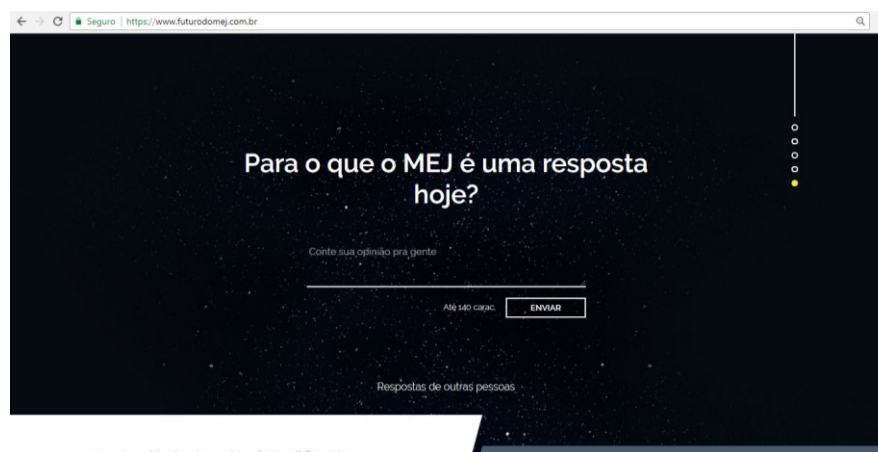 Seguro | https://www.futurodomej.com.br
Para o que o MEJ é uma resposta
hoje?
Conte sua opinião pra gente
Até 140 carac.
ENVIAR
Respostas de outras pessoas